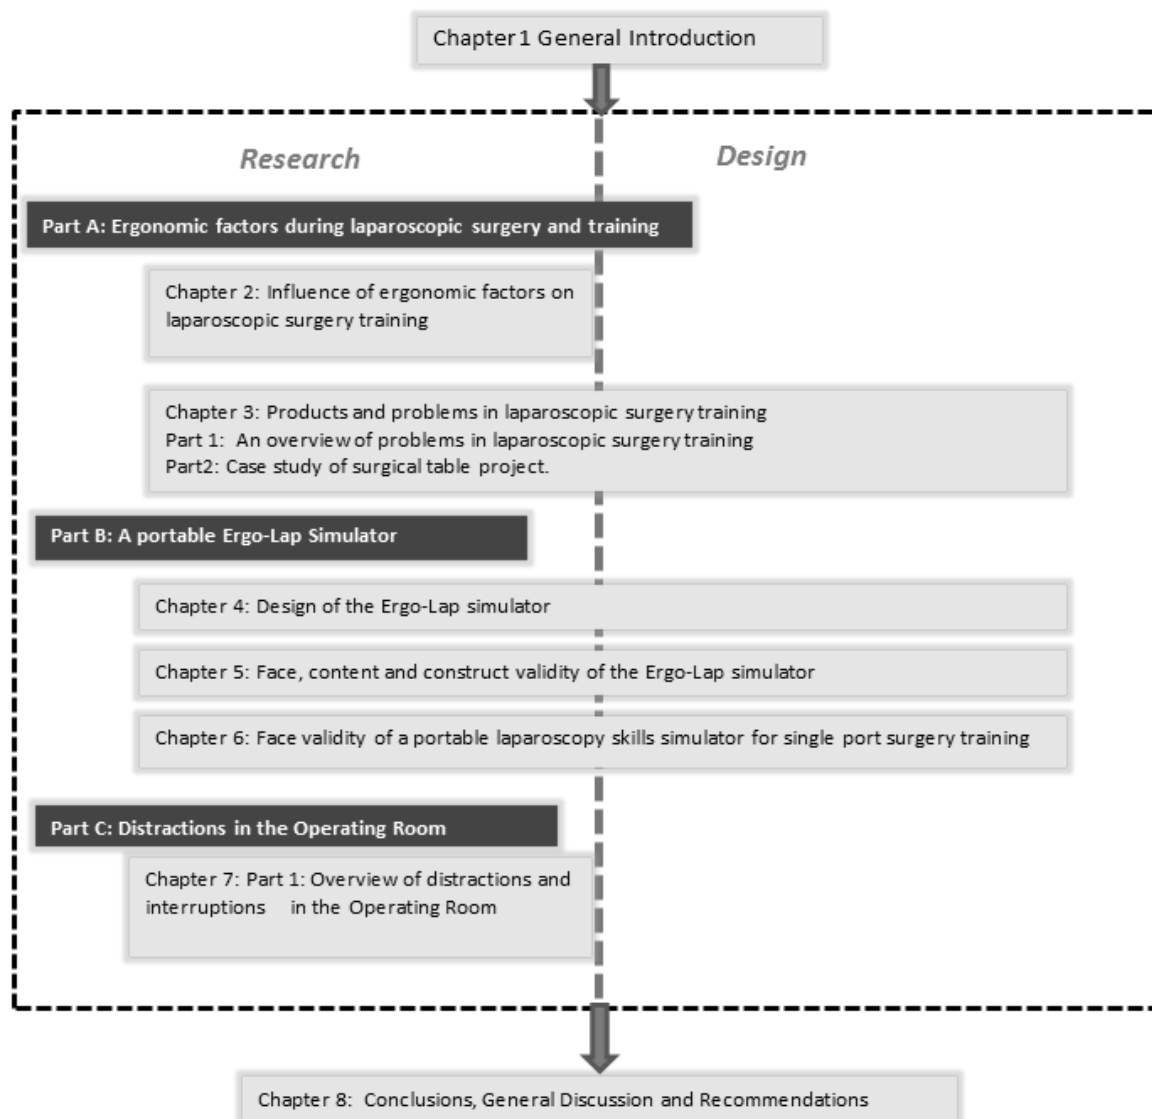 Chapter 1 General Introduction
Research
Design
Part A: Ergonomic factors during laparoscopic surgery and training
Chapter 2: Influence of ergonomic factors on
laparoscopic surgery training
Chapter 3: Products and problems in laparoscopic surgery training
Part 1: An overview of problems in laparoscopic surgery training
Part2: Case study of surgical table project.
Part B: A portable Ergo-Lap Simulator
Chapter 4: Design of the Ergo-Lap simulator
Chapter 5: Face, content and construct validity of the Ergo-Lap simulator
Chapter 6: Face validity of a portable laparoscopy skills simulator for single port surgery training
Part C: Distractions in the Operating Room
Chapter 7: Part 1: Overview of distractions and
interruptions in the Operating Room
Chapter 8: Conclusions, General Discussion and Recommendations